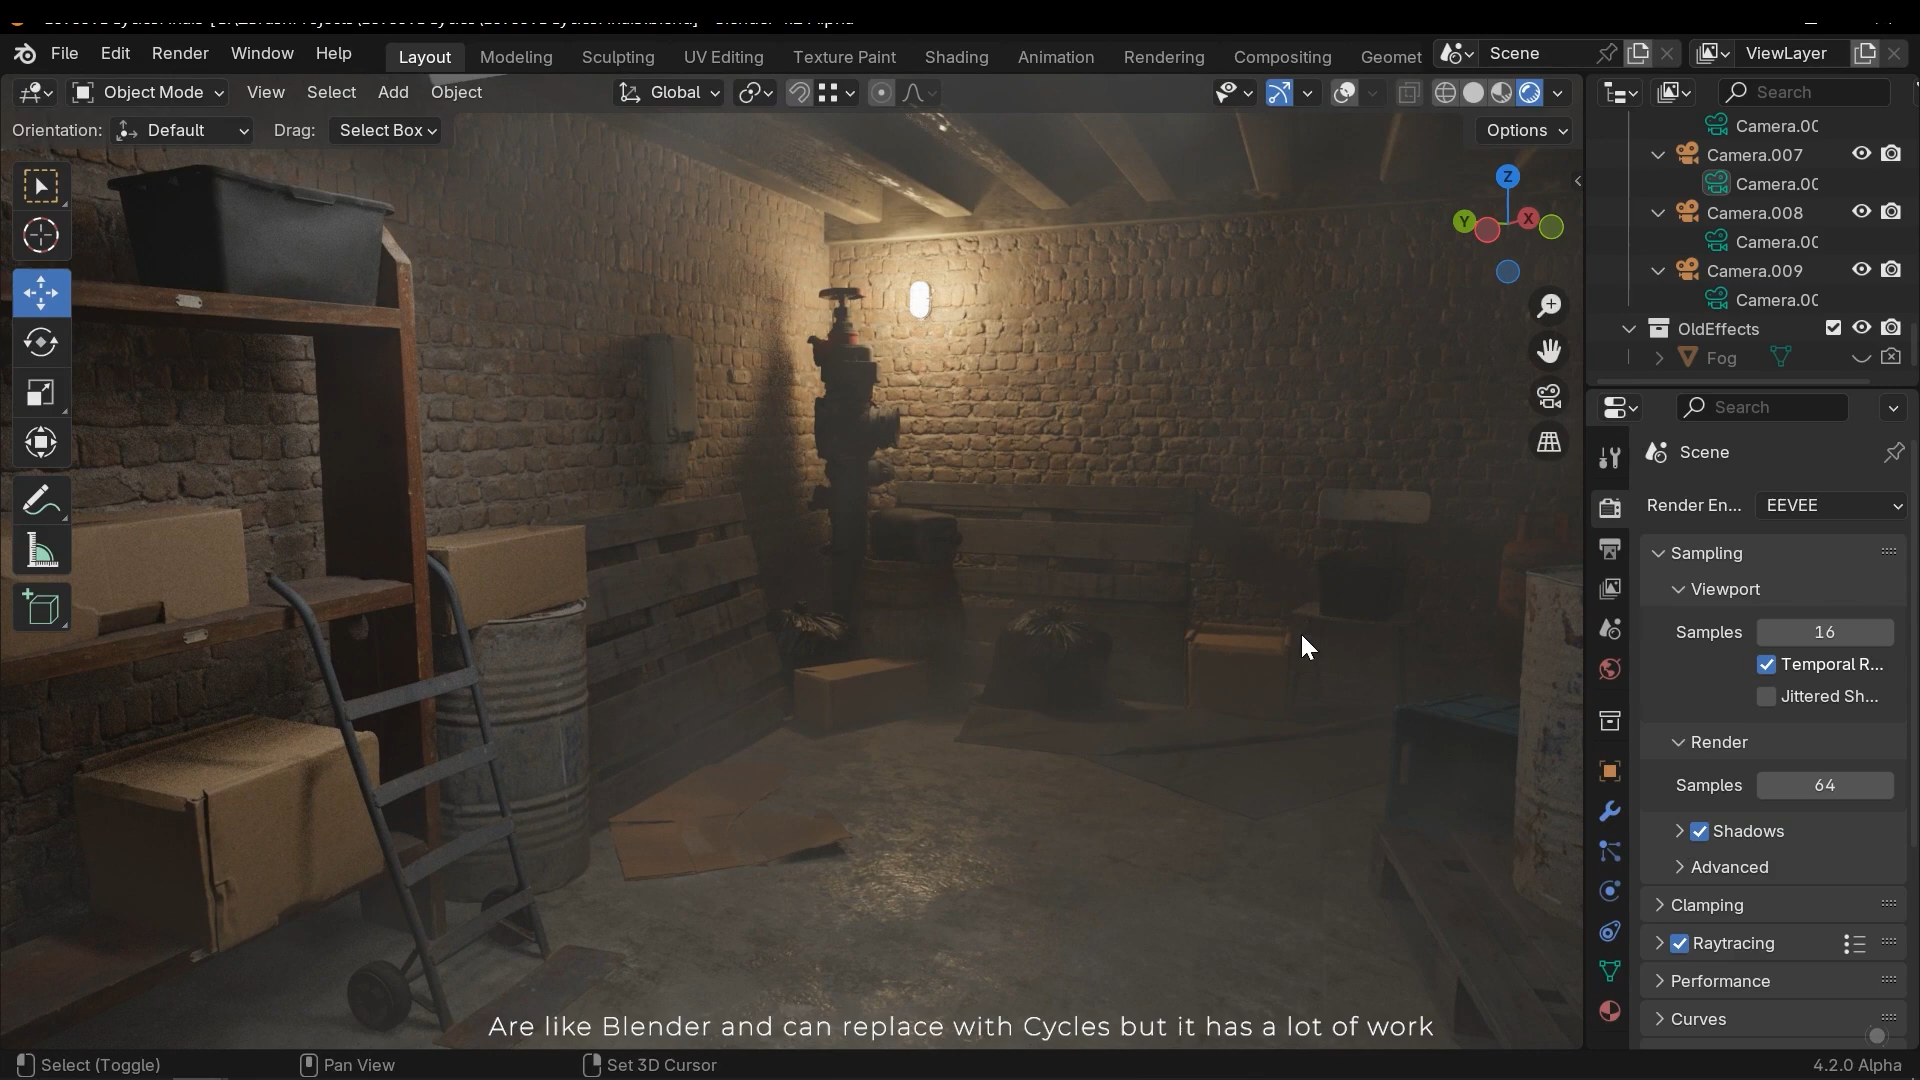 File Edit Render Window Help Layout Modeling Sculpting UV Editing Texture Paint Shading Animation Rendering Compositing Geomet Scene ViewLayer
Object Mode View Select Add Object Global Search
Orientation: Default Drag: Select Box Options
Z
Y
X
Camera.00
Camera.007
Camera.00
Camera.008
Camera.00
Camera.009
Camera.00
OldEffects
Fog
Search
Scene
Render En... EEVEE
Sampling
Viewport
Samples 16
Temporal R...
Jittered Sh...
Render
Samples 64
Shadows
Advanced
Clamping
Raytracing
Performance
Curves
Are like Blender and can replace with Cycles but it has a lot of work
Select (Toggle) Pan View Set 3D Cursor 4.2.0 Alpha